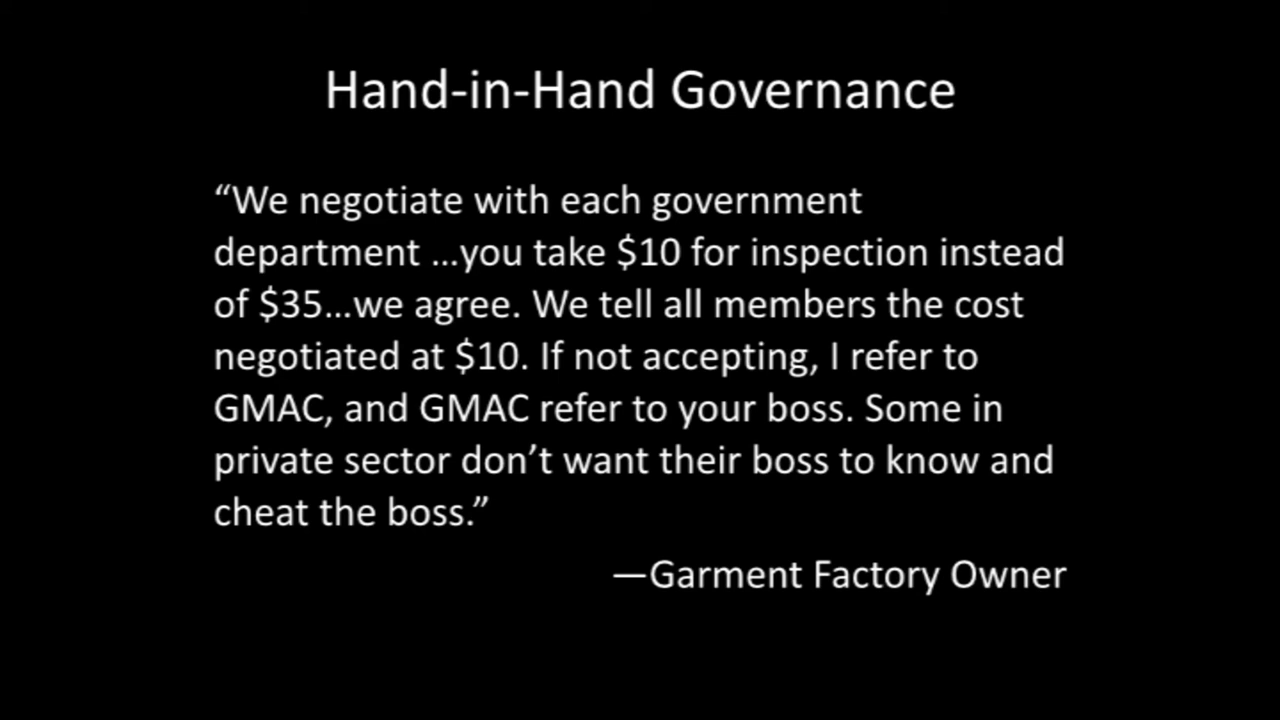 Hand-in-Hand Governance
“We negotiate with each government
department …you take $10 for inspection instead
of $35…we agree. We tell all members the cost
negotiated at $10. If not accepting, I refer to
GMAC, and GMAC refer to your boss. Some in
private sector don’t want their boss to know and
cheat the boss.”
—Garment Factory Owner